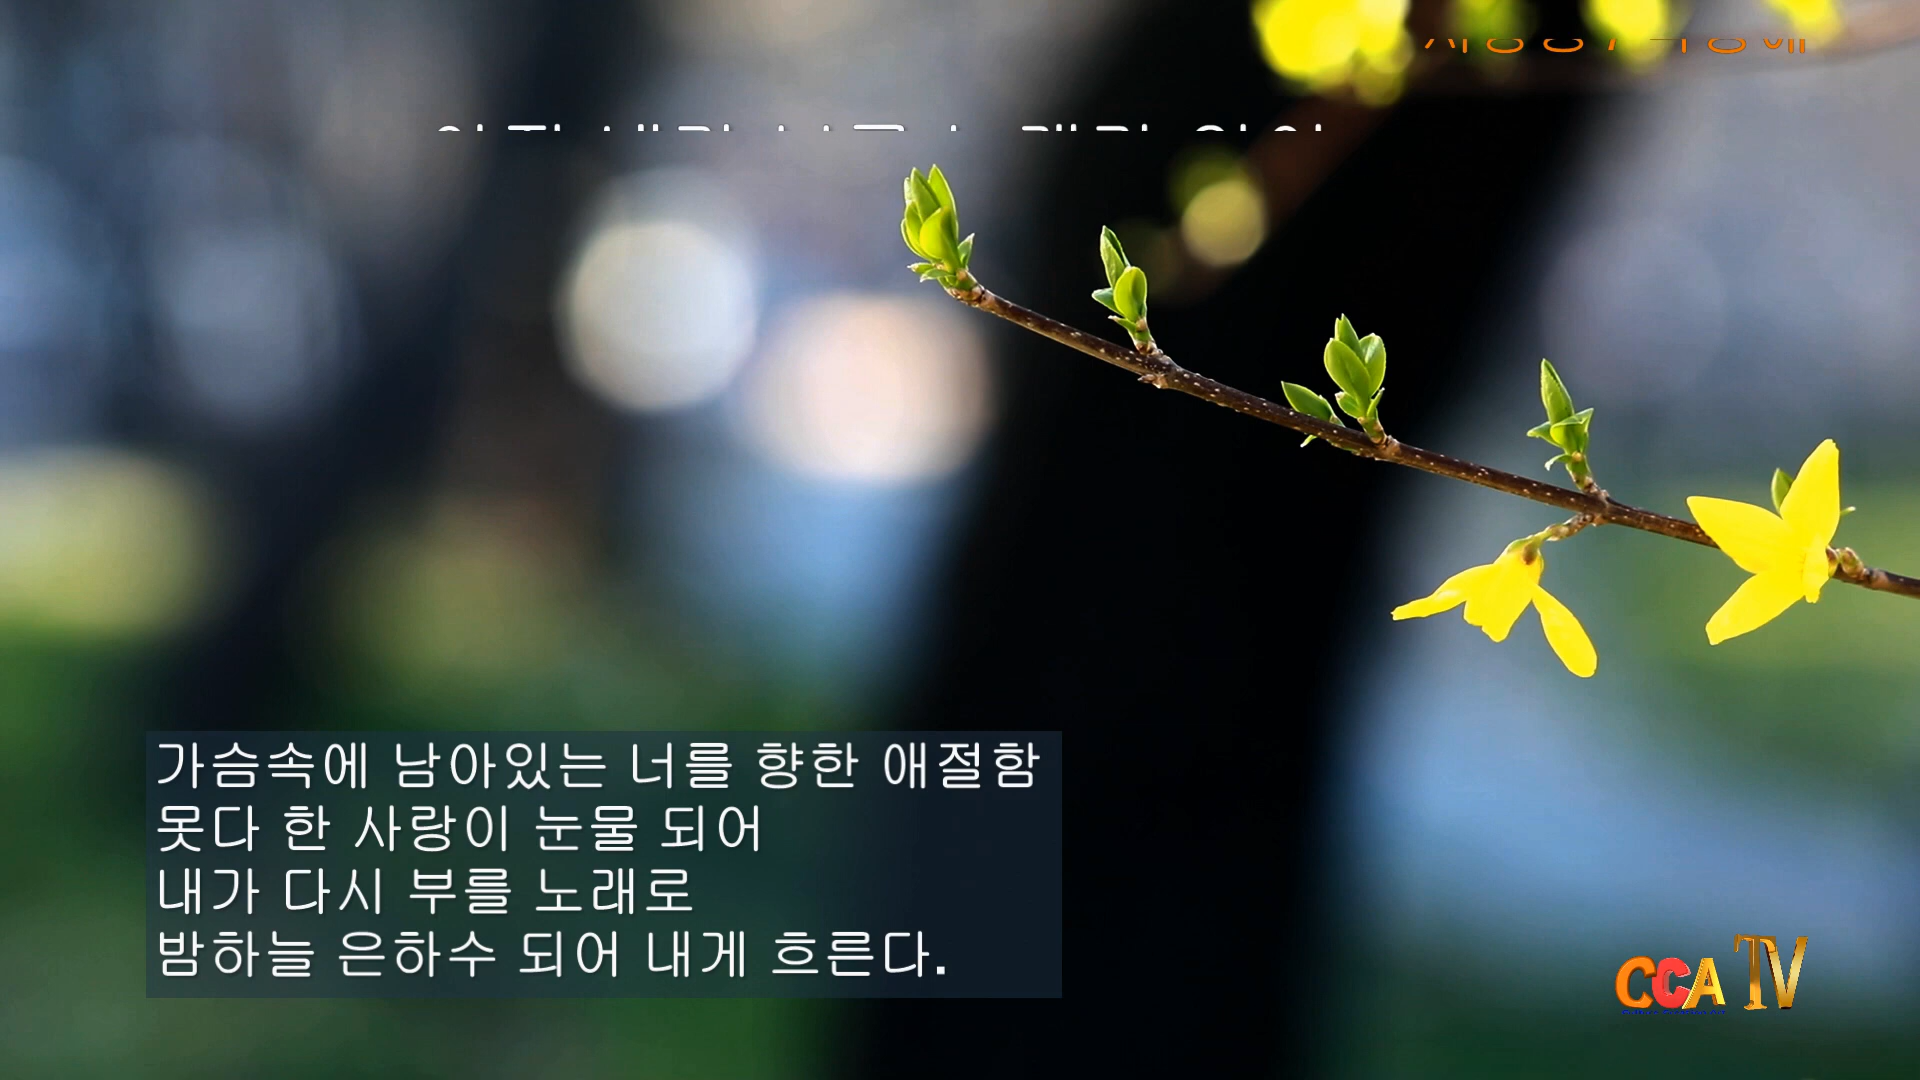 가슴속에 남아있는 너를 향한 애절함
못다 한 사랑이 눈물 되어
내가 다시 부를 노래로
밤하늘 은하수 되어 내게 흐른다.
CCA TV